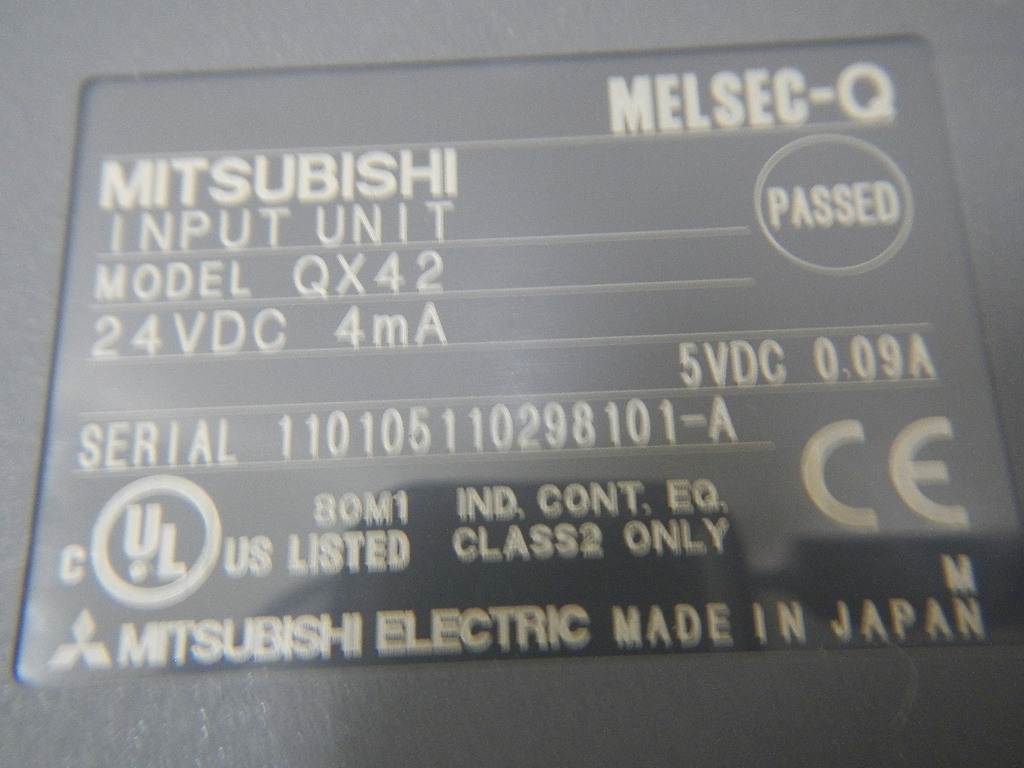 MELSEC-Q
MITSUBISHI
PASSED
INPUT UNIT
MODEL QX42
24VDC 4mA
5VDC 0.09A
SERIAL 110105110298101-A
CE
C UL US LISTED
80M1 IND. CONT. EQ.
CLASS2 ONLY
M
MITSUBISHI ELECTRIC MADE IN JAPAN